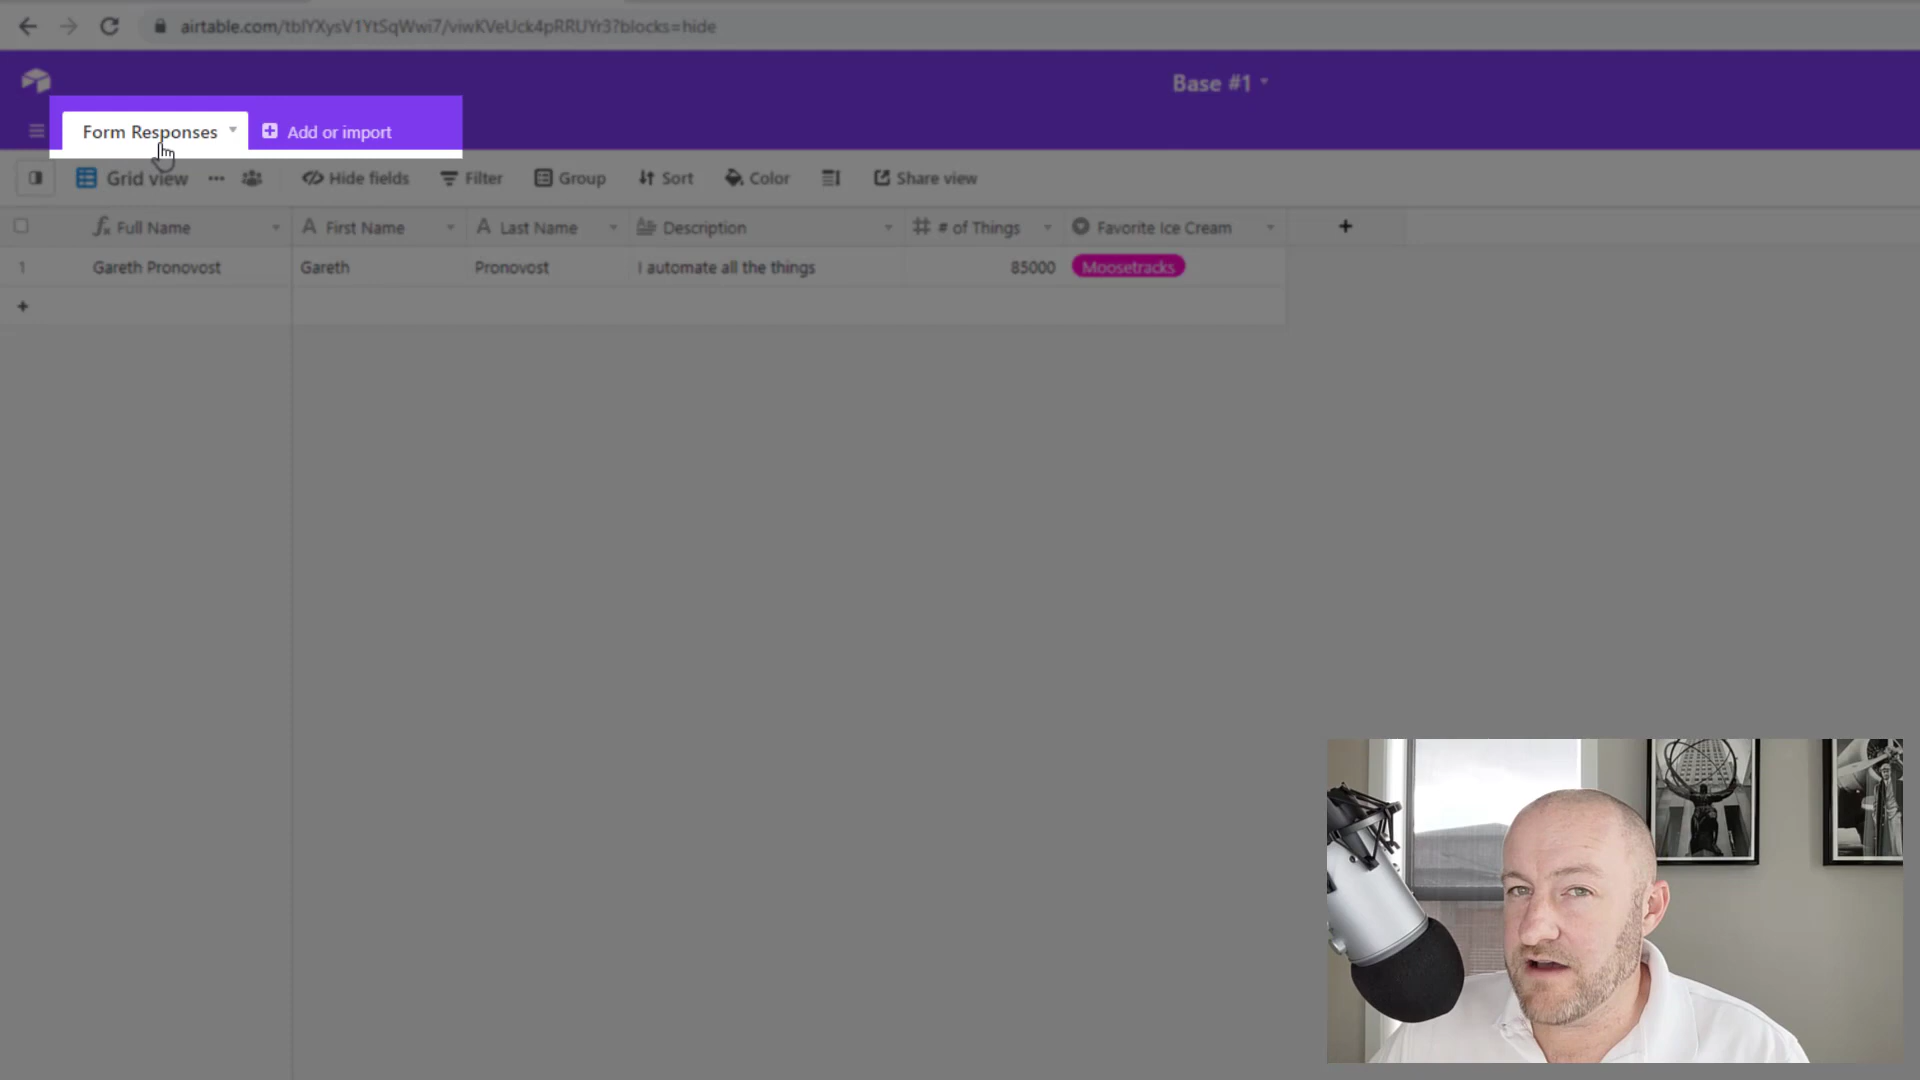 airtable.com/tblYXysV1YtSqWwi7/viwKVeUck4pRRUYr3?blocks=hide
Base #1
Form Responses Add or import
Grid view Hide fields Filter Group Sort Color Share view
Full Name First Name Last Name Description # of Things Favorite Ice Cream
1 Gareth Pronovost Gareth Pronovost I automate all the things 85000 Moosetracks